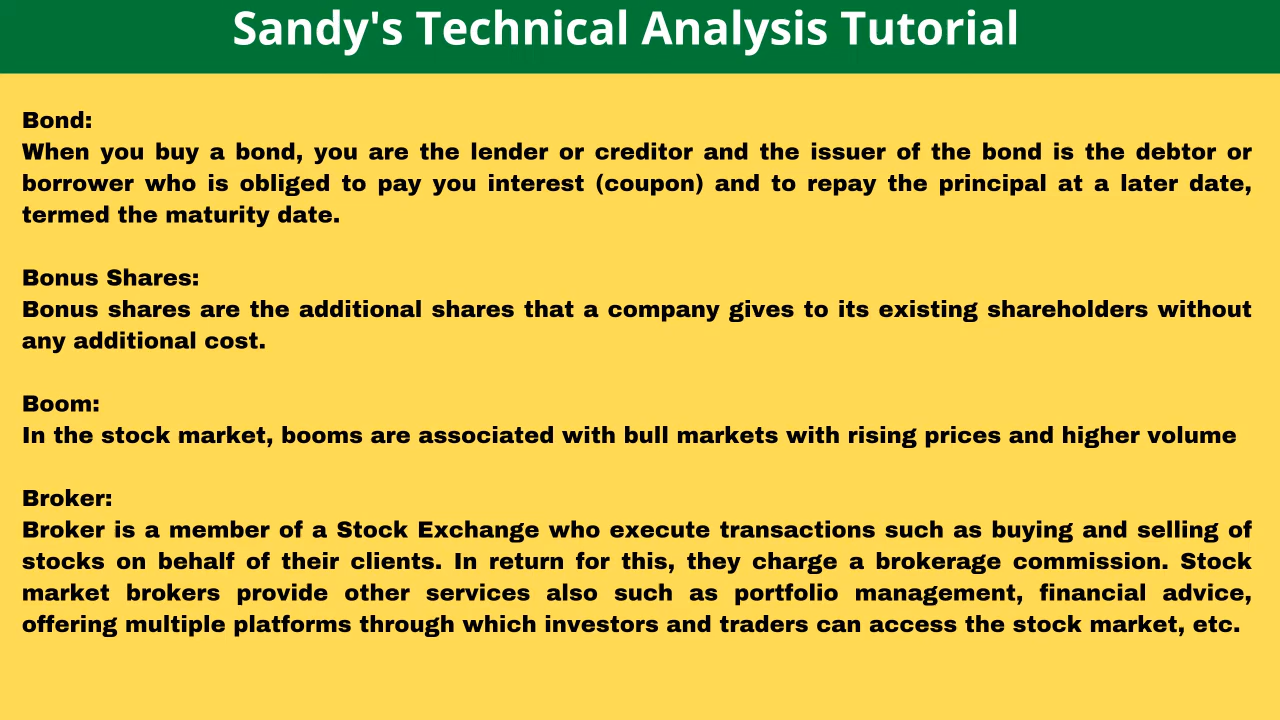 Sandy's Technical Analysis Tutorial
Bond:
When you buy a bond, you are the lender or creditor and the issuer of the bond is the debtor or
borrower who is obliged to pay you interest (coupon) and to repay the principal at a later date,
termed the maturity date.
Bonus Shares:
Bonus shares are the additional shares that a company gives to its existing shareholders without
any additional cost.
Boom:
In the stock market, booms are associated with bull markets with rising prices and higher volume
Broker:
Broker is a member of a Stock Exchange who execute transactions such as buying and selling of
stocks on behalf of their clients. In return for this, they charge a brokerage commission. Stock
market brokers provide other services also such as portfolio management, financial advice,
offering multiple platforms through which investors and traders can access the stock market, etc.